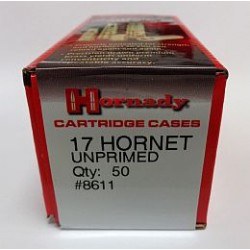 Hornady
CARTRIDGE CASES
17 HORNET
UNPRIMED
Qty: 50
#8611